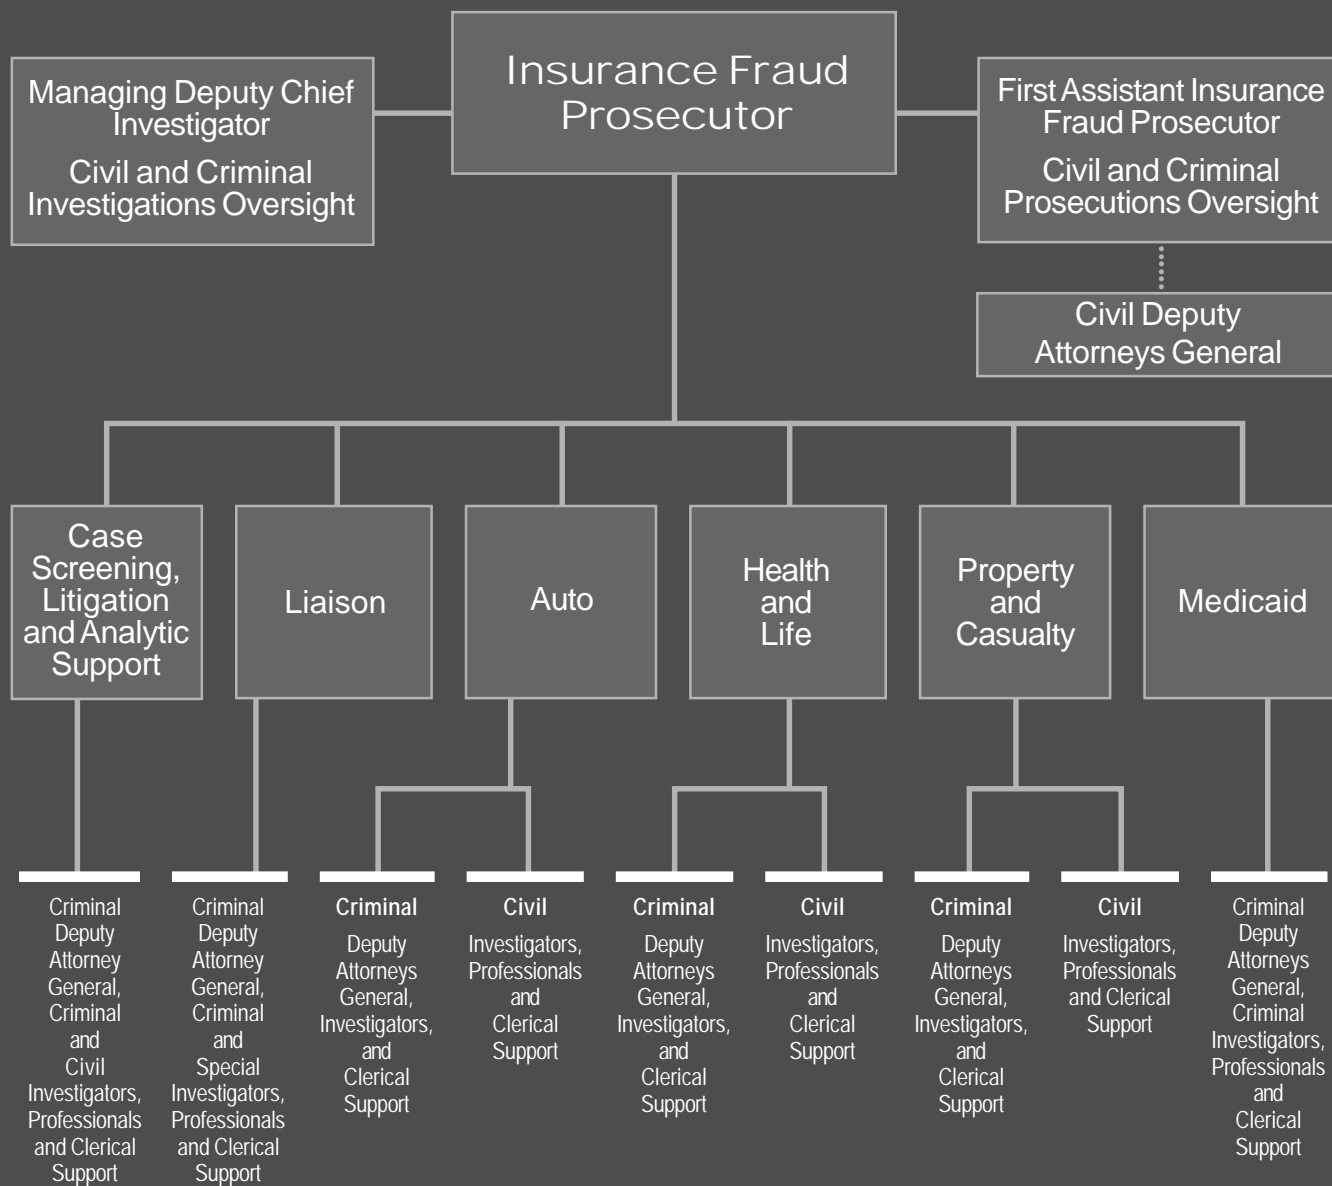 Insurance Fraud
Prosecutor
Managing Deputy Chief
Investigator
Civil and Criminal
Investigations Oversight
First Assistant Insurance
Fraud Prosecutor
Civil and Criminal
Prosecutions Oversight
Civil Deputy
Attorneys General
Case
Screening,
Litigation
and Analytic
Support
Liaison
Auto
Health
and
Life
Property
and
Casualty
Medicaid
Criminal
Deputy
Attorney
General,
Criminal
and
Civil
Investigators,
Professionals
and Clerical
Support
Criminal
Deputy
Attorney
General,
Criminal
and
Special
Investigators,
Professionals
and Clerical
Support
Criminal
Deputy
Attorneys
General,
Investigators,
and
Clerical
Support
Civil
Investigators,
Professionals
and
Clerical
Support
Criminal
Deputy
Attorneys
General,
Investigators,
and
Clerical
Support
Civil
Investigators,
Professionals
and
Clerical
Support
Criminal
Deputy
Attorneys
General,
Investigators,
and
Clerical
Support
Civil
Investigators,
Professionals
and Clerical
Support
Criminal
Deputy
Attorneys
General,
Criminal
Investigators,
Professionals
and
Clerical
Support